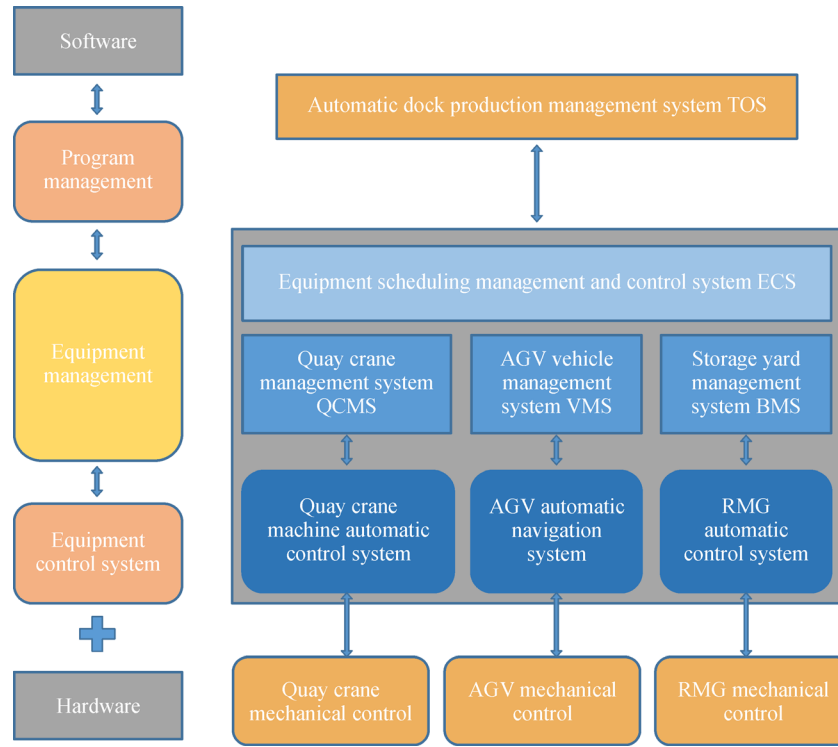 Software
Program
management
Equipment
management
Equipment
control system
Hardware
Automatic dock production management system TOS
Equipment scheduling management and control system ECS
Quay crane
management system
QCMS
AGV vehicle
management
system VMS
Storage yard
management
system BMS
Quay crane
machine automatic
control system
AGV automatic
navigation
system
RMG
automatic
control system
Quay crane
mechanical control
AGV mechanical
control
RMG mechanical
control